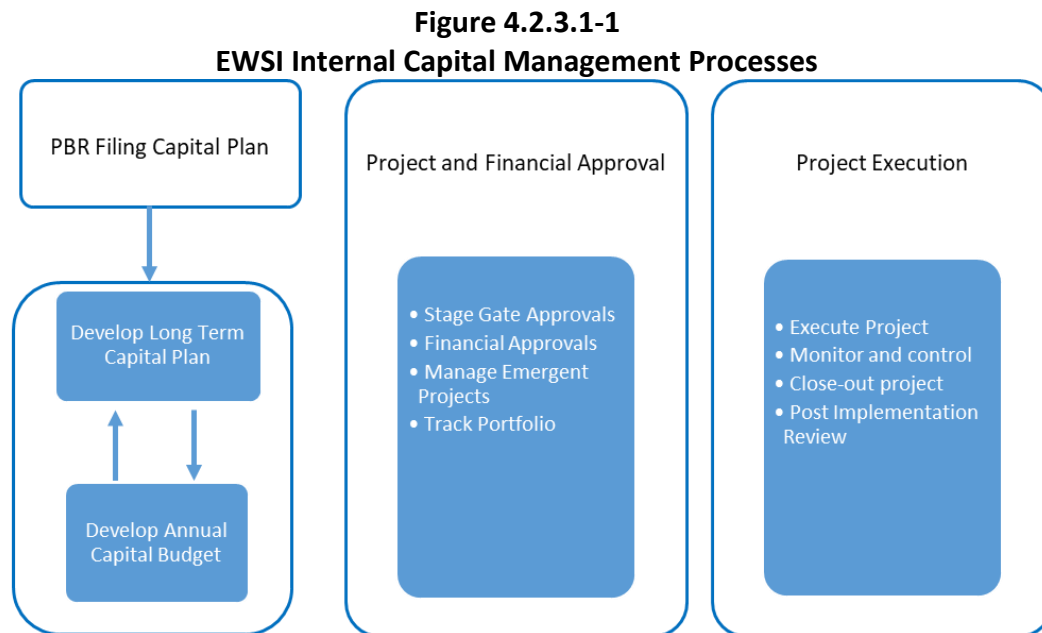 Figure 4.2.3.1-1
EWSI Internal Capital Management Processes
PBR Filing Capital Plan
Develop Long Term
Capital Plan
Develop Annual
Capital Budget
Project and Financial Approval
• Stage Gate Approvals
• Financial Approvals
• Manage Emergent
Projects
• Track Portfolio
Project Execution
• Execute Project
• Monitor and control
• Close-out project
• Post Implementation
Review